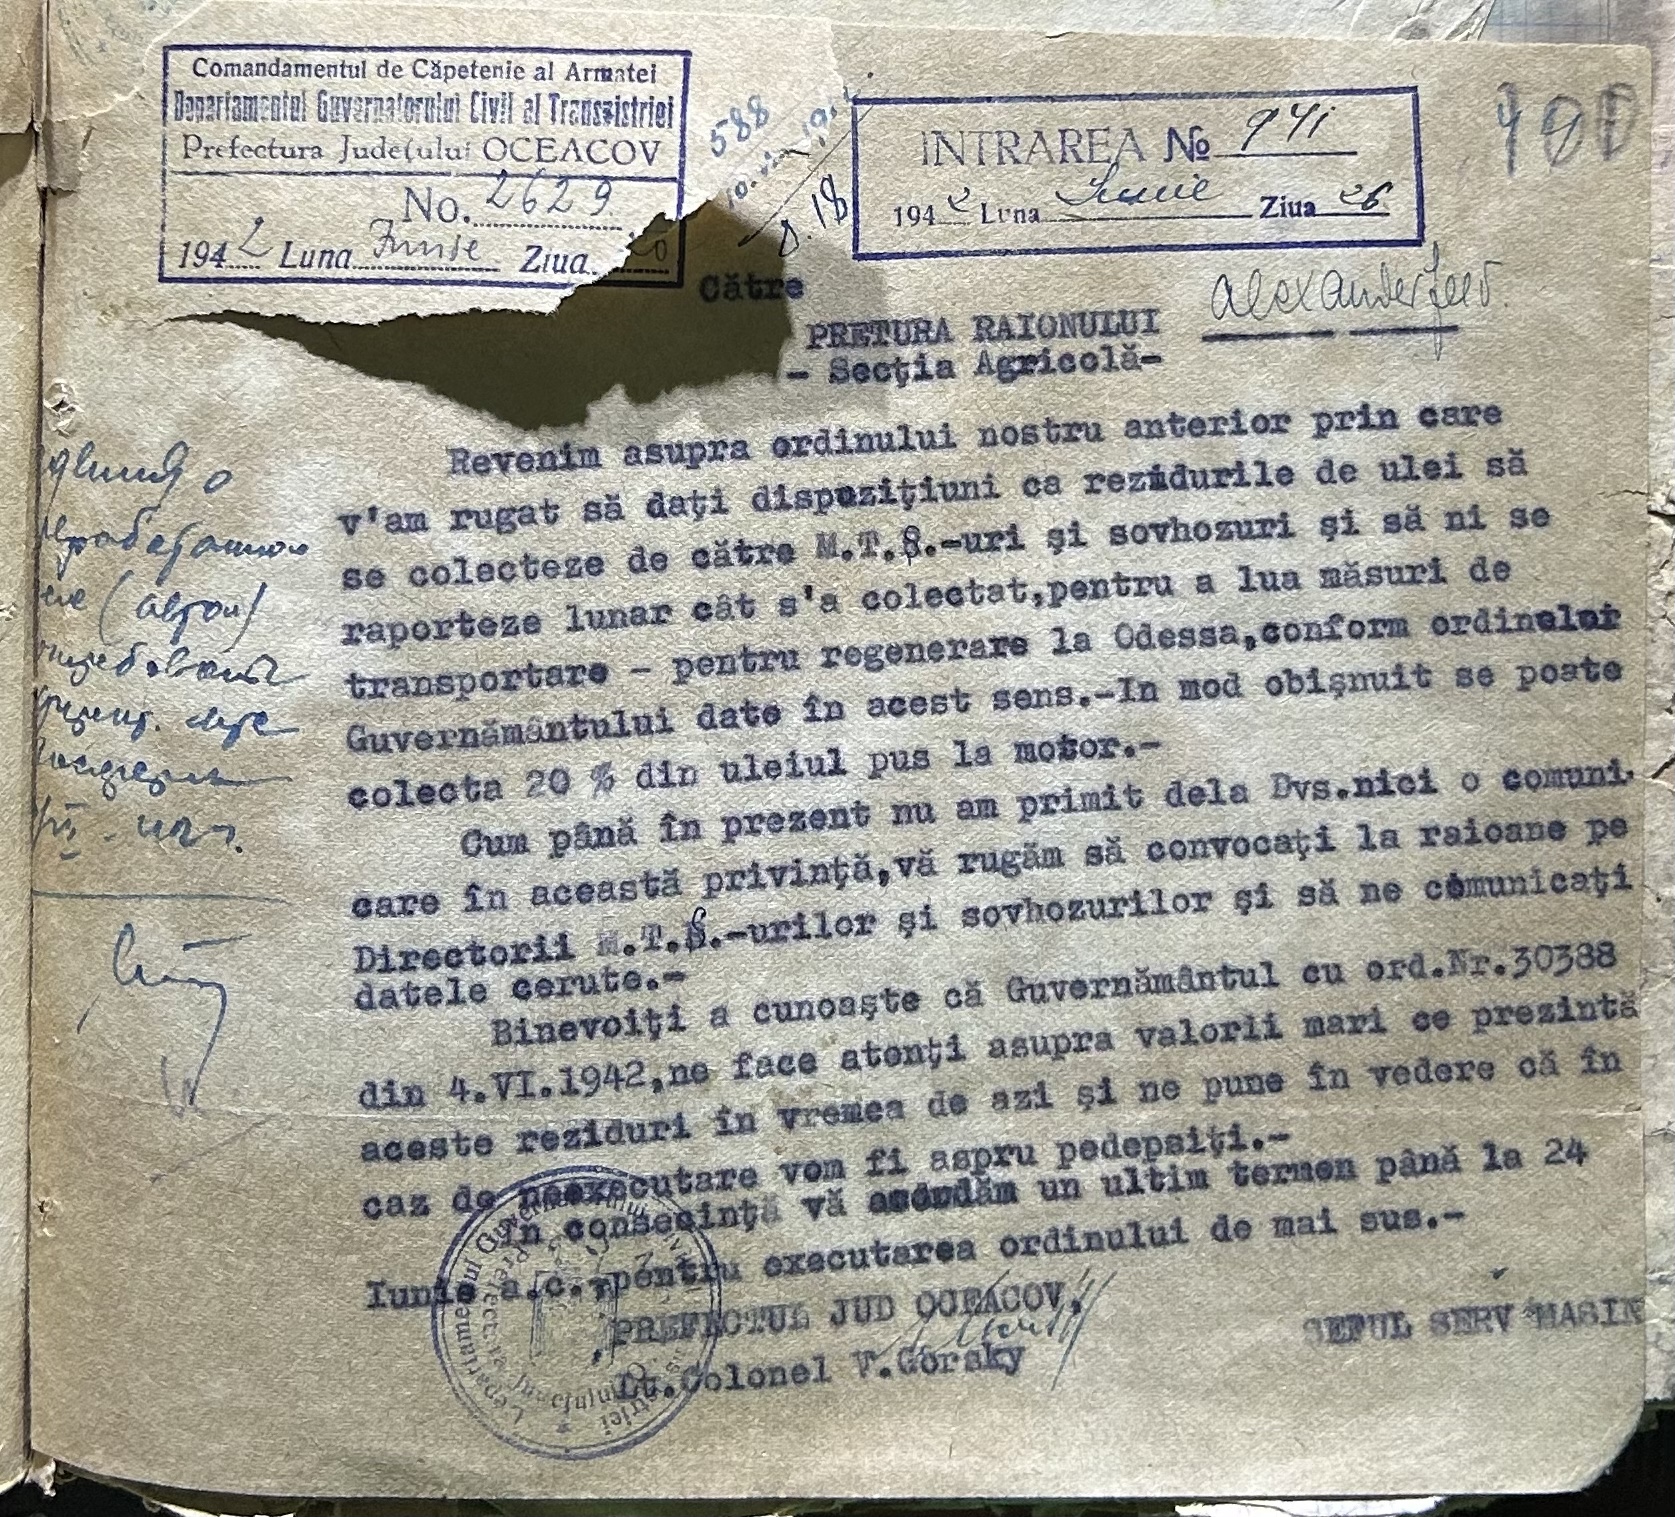 Comandamentul de Căpetenie al Armatei
Departamentul Guvernatorului Civil al Transnistriei
Prefectura Județului OCEACOV
No. 2629
1942 Luna Iunie Ziua 20
588
D.18
INTRAREA No 941
1942 Luna Iunie Ziua 26
490
Către
PRETURA RAIONULUI Alexanderfeld.
- Secția Agricolă-
Revenim asupra ordinului nostru anterior prin care
v'am rugat să dați dispuzițiuni ca rezidurile de ulei să
se colecteze de către M.T.S.-uri și sovhozuri și să ni se
raporteze lunar cât s'a colectat,pentru a lua măsuri de
transportare - pentru regenerare la Odessa,conform ordinelor
Guvernământului date în acest sens.-In mod obișnuit se poate
colecta 20 % din uleiul pus la motor.-
Cum până în prezent nu am primit dela Dvs.nici o comuni
care în această privință,vă rugăm să convocați la raioane pe
Directorii M.T.S.-urilor și sovhozurilor și să ne comunicați
datele cerute.-
Binevoiți a cunoaște că Guvernământul cu ord.Nr.30388
din 4.VI.1942,ne face atenți asupra valorii mari ce prezintă
aceste reziduri în vremea de azi și ne pune în vedere că în
caz de neexecutare vom fi aspru pedepsiți.-
In consecință vă acordăm un ultim termen până la 24
Iunie a.c.,pentru executarea ordinului de mai sus.-
PREFECTUL JUD OCEACOV,
Lt.Colonel V.Gorsky
SEFUL SERV MASIN